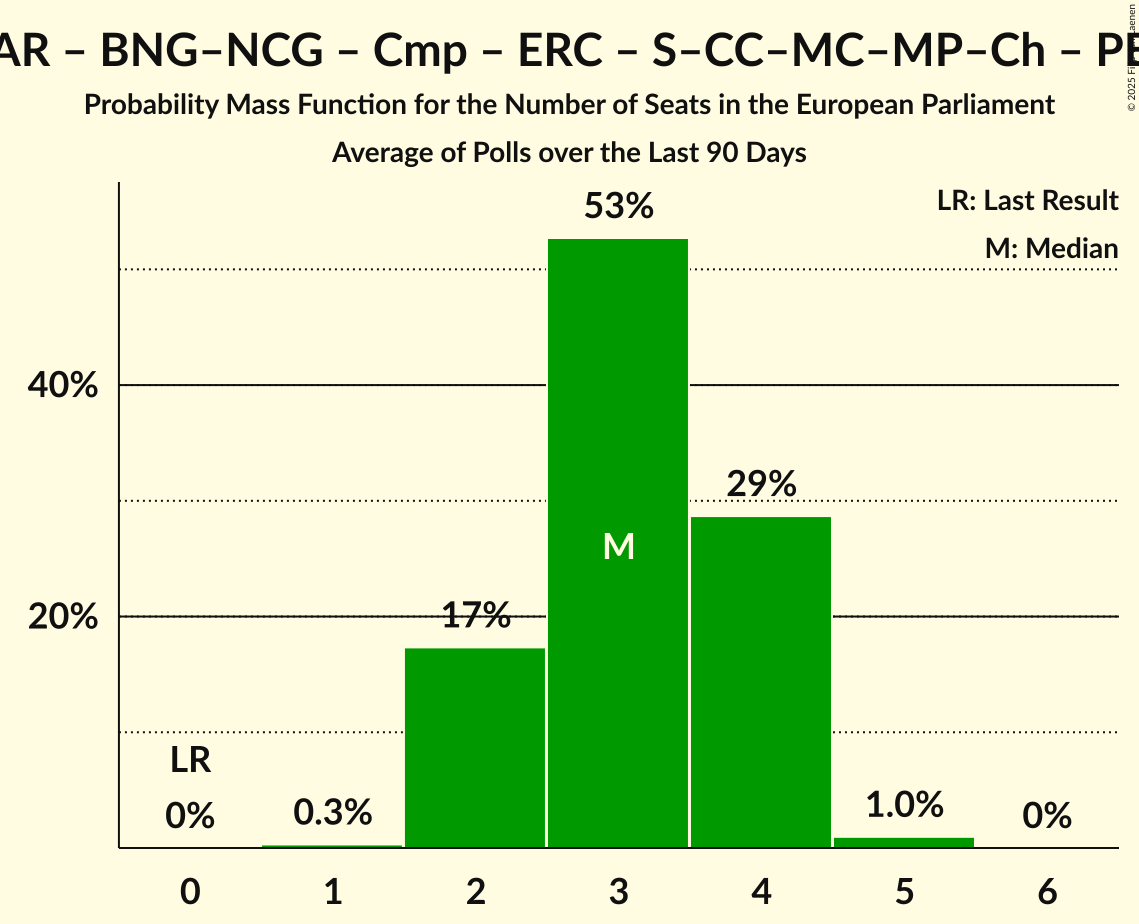 AR – BNG–NCG – Cmp – ERC – S–CC–MC–MP–Ch –
Probability Mass Function for the Number of Seats in the European Parliament
Average of Polls over the Last 90 Days
© 2025
LR: Last Result
M: Median
53%
40%
29%
M
20%
17%
LR
0%
0.3%
1.0%
0%
0 1 2 3 4 5 6